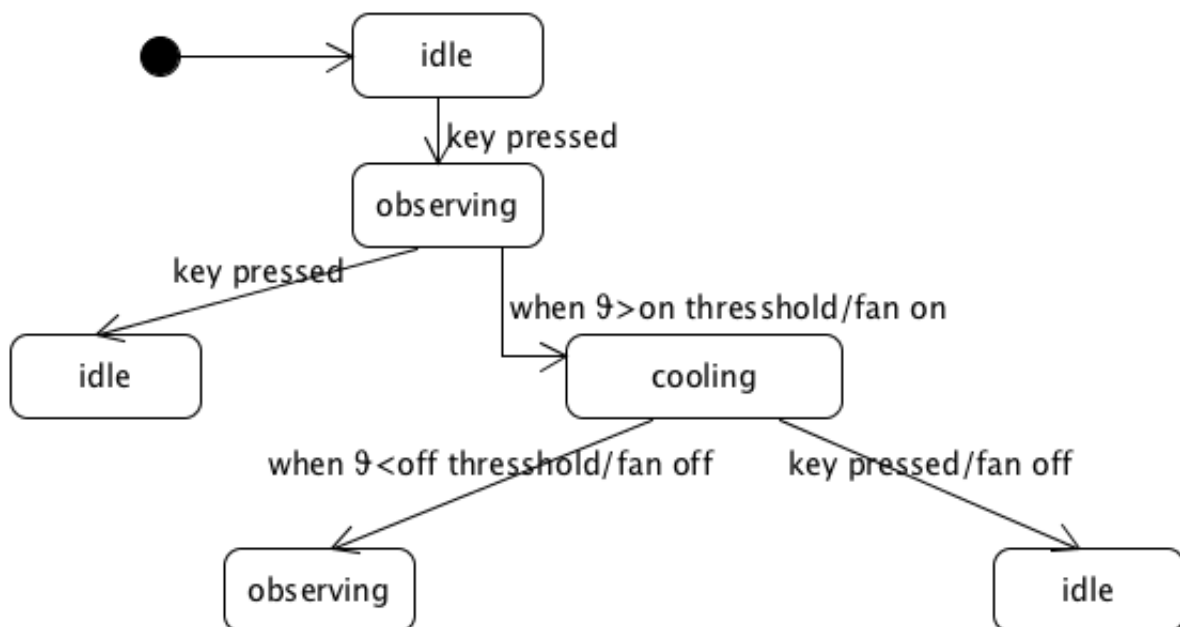 idle
key pressed
observing
key pressed
when ϑ>on thresshold/fan on
idle
cooling
when ϑ<off thresshold/fan off
key pressed/fan off
observing
idle